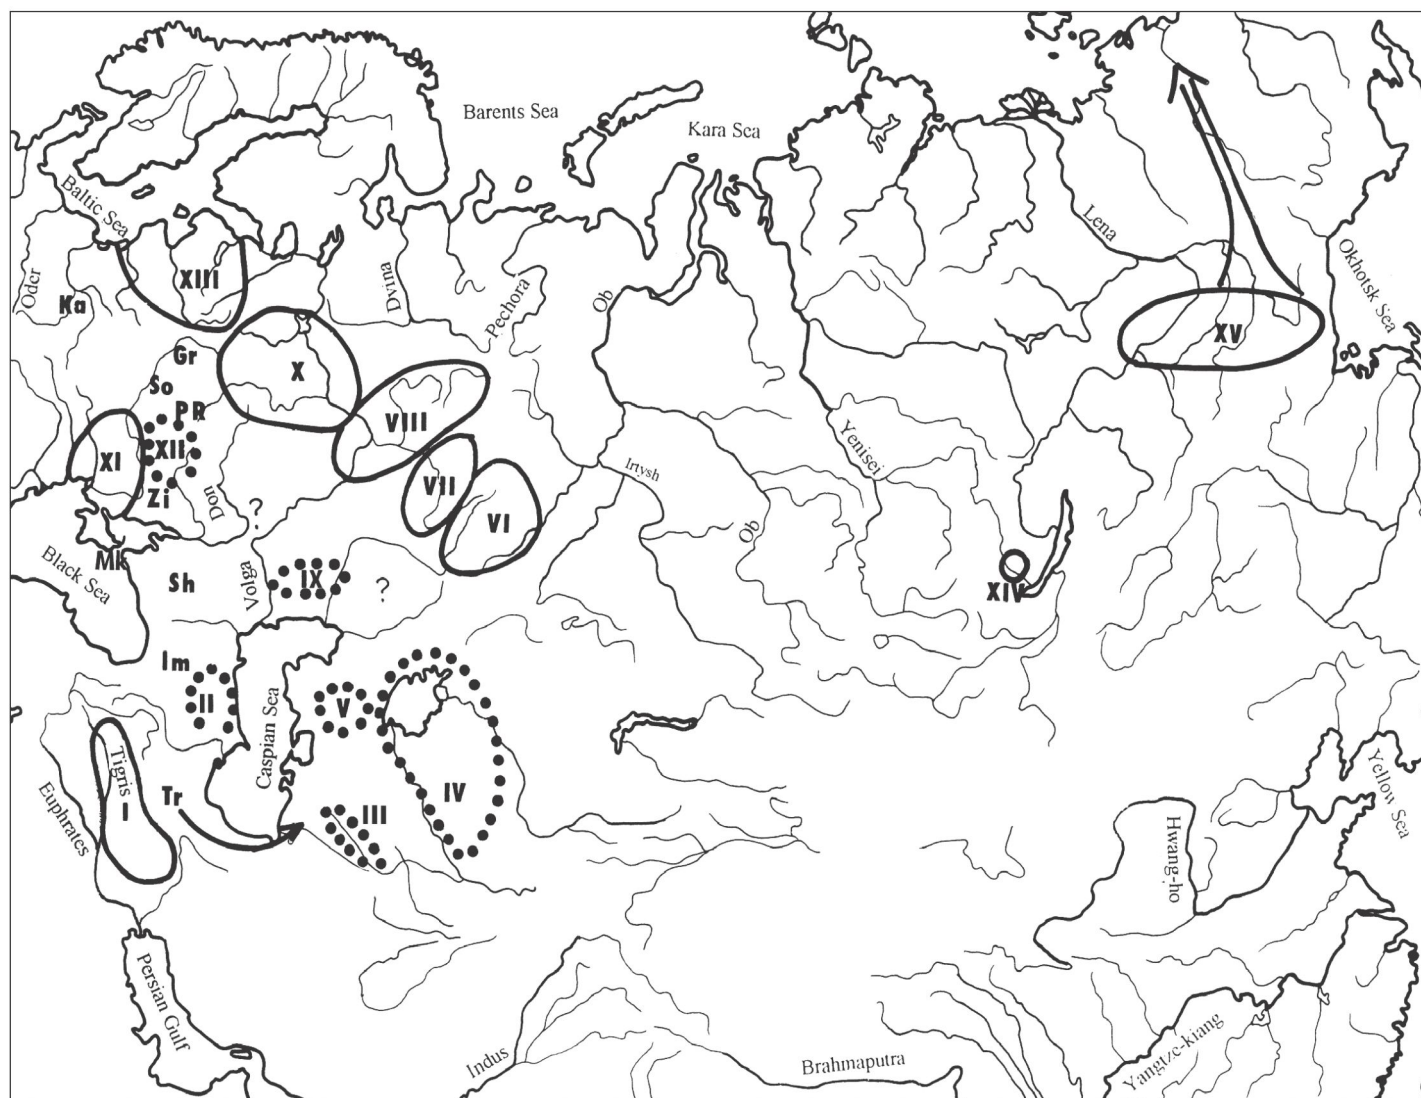 Barents Sea
Kara Sea
Baltic Sea
Lena
Okhotsk Sea
XIII
Oder
Ka
Dvina
Pechora
Ob
XV
Gr
X
So
PR
VIII
XI
XII
Yenisei
Irtysh
VII
Zi
Don
?
VI
Ob
Mk
Black Sea
Sh
Volga
IX
?
XIV
Im
II
V
Caspian Sea
Tigris
I
Tr
Euphrates
III
IV
Yellow Sea
Hwang-ho
Persian Gulf
Indus
Brahmaputra
Yangtze-kiang